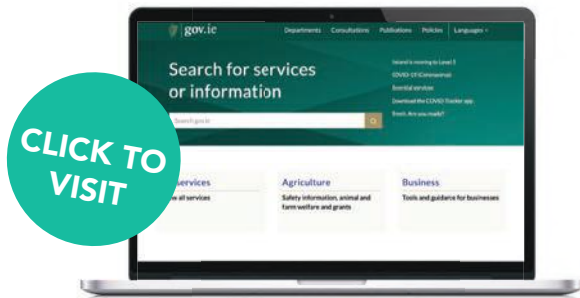 gov.ie
Departments Consultations Publications Policies Languages
Search for services
or information
Ireland is moving to Level 5
COVID-19 (Coronavirus)
Essential services
Download the COVID Tracker app
Brexit. Are you ready?
Search gov.ie
CLICK TO
VISIT
services
all services
Agriculture
Safety information, animal and
farm welfare and grants
Business
Tools and guidance for businesses